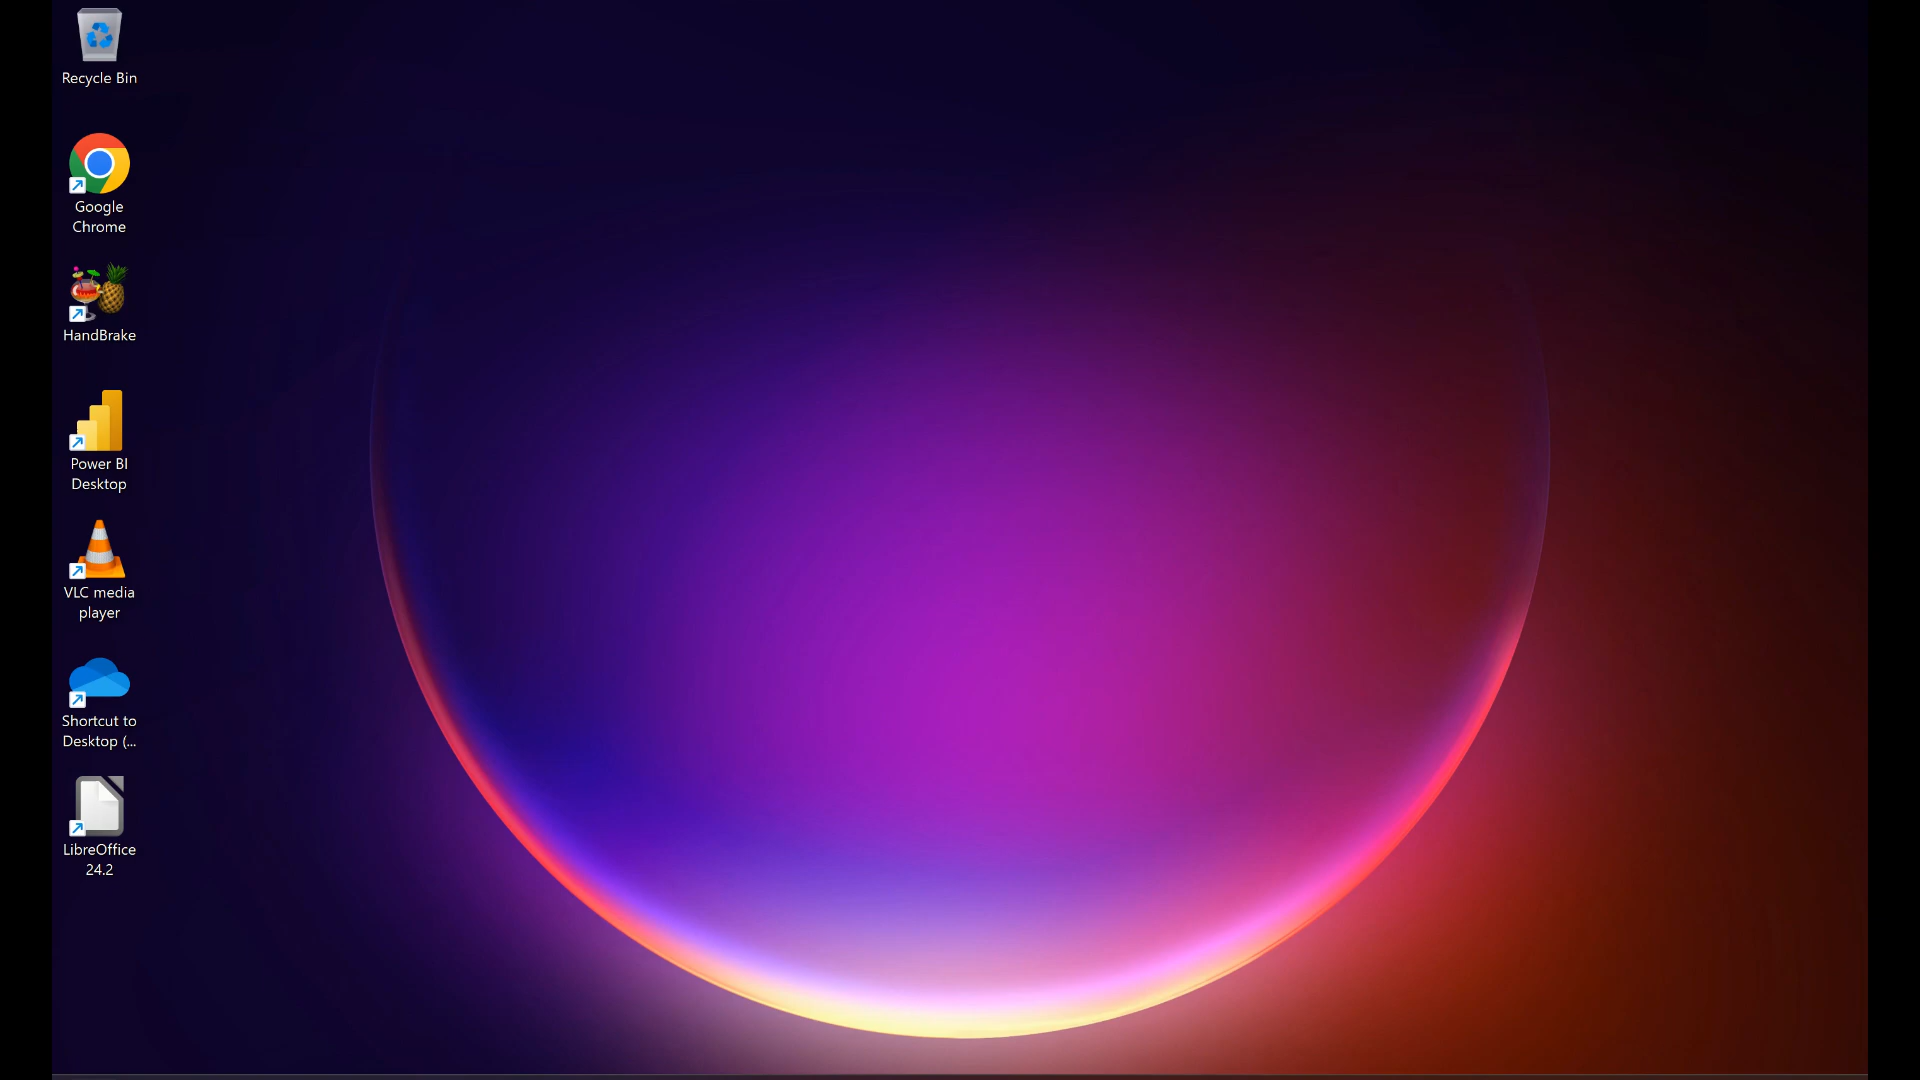 Recycle Bin
Google
Chrome
HandBrake
Power BI
Desktop
VLC media
player
Shortcut to
Desktop (...
LibreOffice
24.2